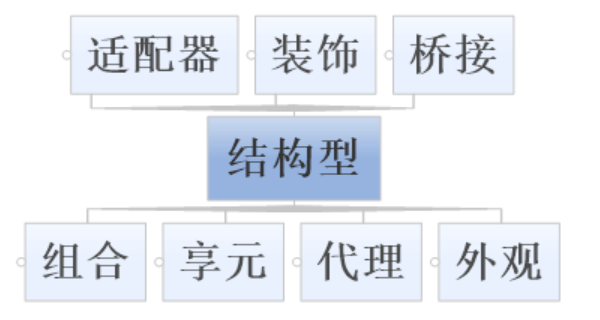 适配器 装饰 桥接
结构型
组合 享元 代理 外观